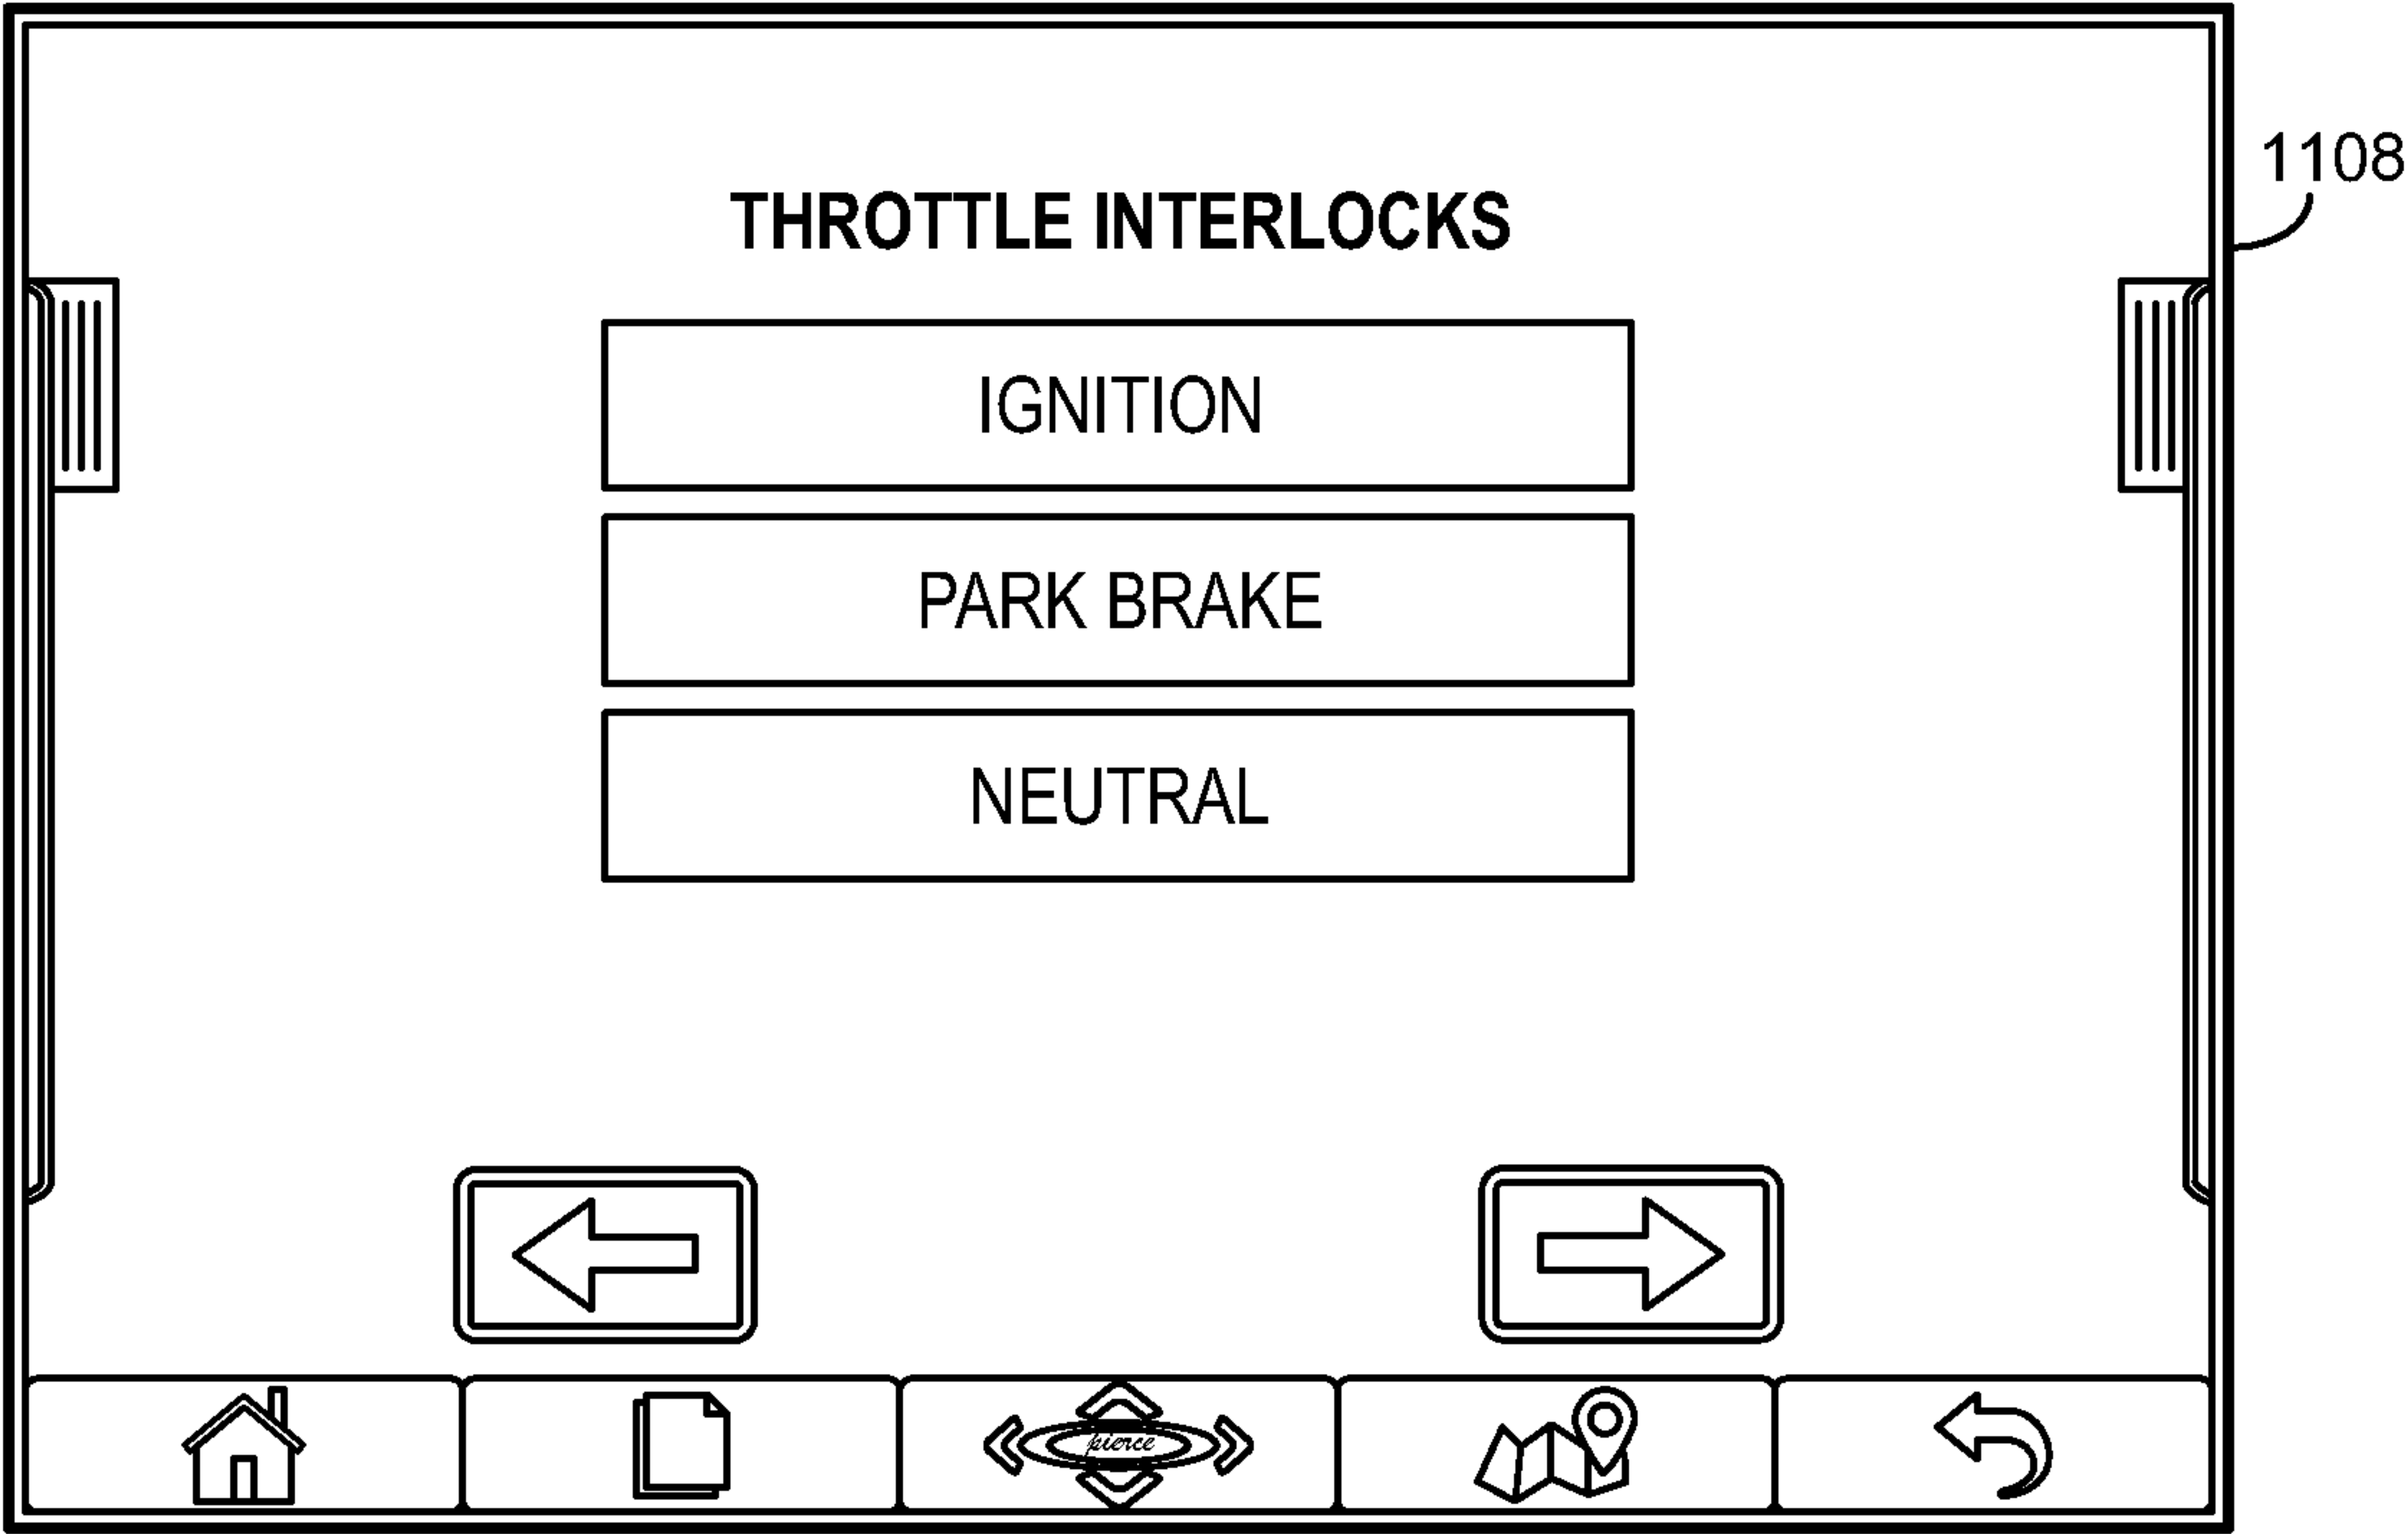 1108
THROTTLE INTERLOCKS
IGNITION
PARK BRAKE
NEUTRAL
pierce